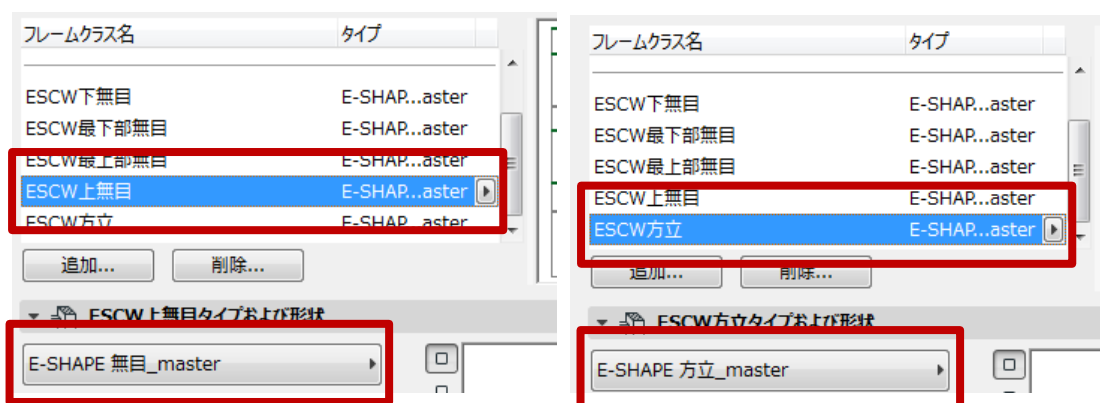 フレームクラス名 タイプ
ESCW下無目 E-SHAP...aster
ESCW最下部無目 E-SHAP...aster
ESCW最上部無目 E-SHAP...aster
ESCW上無目 E-SHAP...aster
ESCW方立 E-SHAP...aster
追加... 削除...
ESCW上無目タイプおよび形状
E-SHAPE 無目_master
フレームクラス名 タイプ
ESCW下無目 E-SHAP...aster
ESCW最下部無目 E-SHAP...aster
ESCW最上部無目 E-SHAP...aster
ESCW上無目 E-SHAP...aster
ESCW方立 E-SHAP...aster
追加... 削除...
ESCW方立タイプおよび形状
E-SHAPE 方立_master